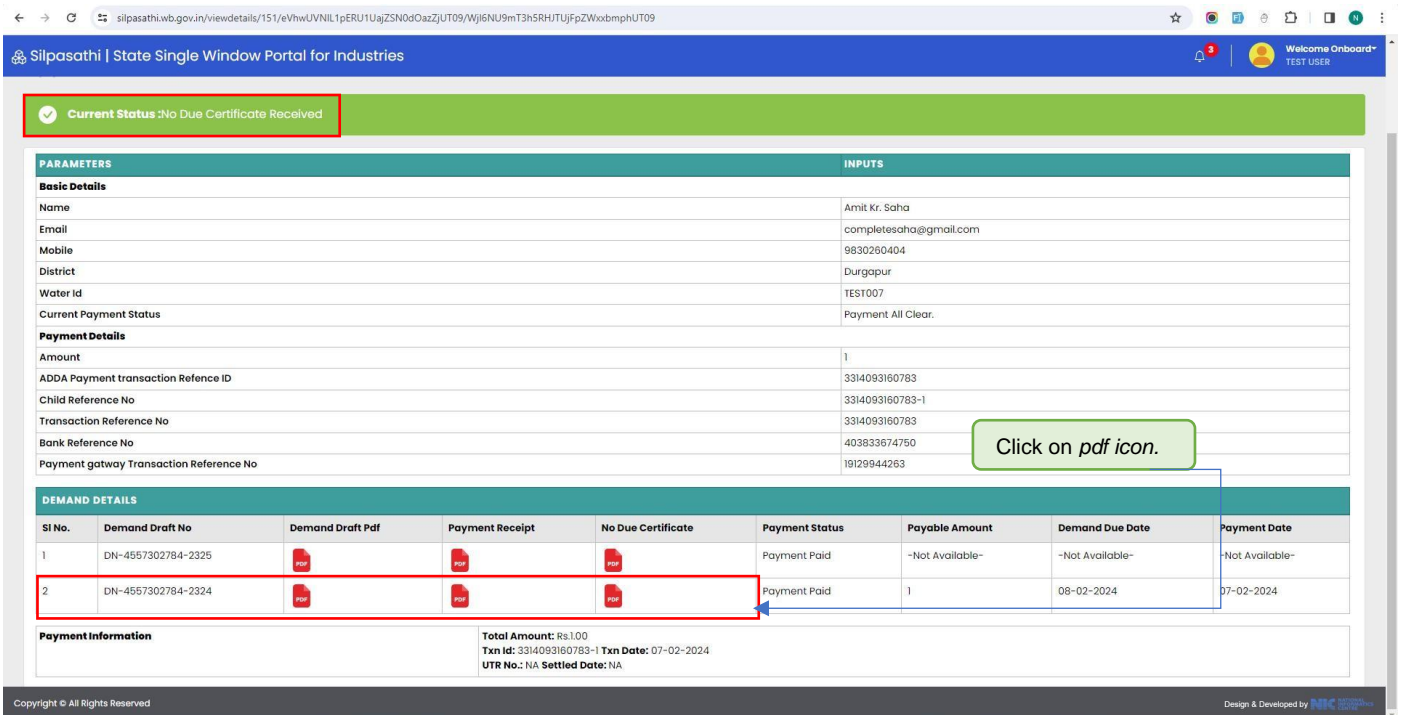 silpasathi.wb.gov.in/viewdetails/151/eVhwUVNIL1pERU1UajZSN0dOazZjUT09/WjI6NU9mT3h5RHJTUjFpZWxxbmphUT09
N
Silpasathi | State Single Window Portal for Industries
3
Welcome Onboard
TEST USER
Current Status :No Due Certificate Received
PARAMETERS INPUTS
Basic Details
Name Amit Kr. Saha
Email completesaha@gmail.com
Mobile 9830260404
District Durgapur
Water Id TEST007
Current Payment Status Payment All Clear.
Payment Details
Amount 1
ADDA Payment transaction Refence ID 3314093160783
Child Reference No 3314093160783-1
Transaction Reference No 3314093160783
Bank Reference No 403833674750
Payment gatway Transaction Reference No 19129944263
Click on pdf icon.
DEMAND DETAILS
SI No. Demand Draft No Demand Draft Pdf Payment Receipt No Due Certificate Payment Status Payable Amount Demand Due Date Payment Date
1 DN-4557302784-2325 PDF PDF PDF Payment Paid -Not Available- -Not Available- -Not Available-
2 DN-4557302784-2324 PDF PDF PDF Payment Paid 1 08-02-2024 07-02-2024
Payment Information Total Amount: Rs.1.00
Txn Id: 3314093160783-1 Txn Date: 07-02-2024
UTR No.: NA Settled Date: NA
Copyright © All Rights Reserved
Design & Developed by NIC NATIONAL INFORMATICS CENTRE